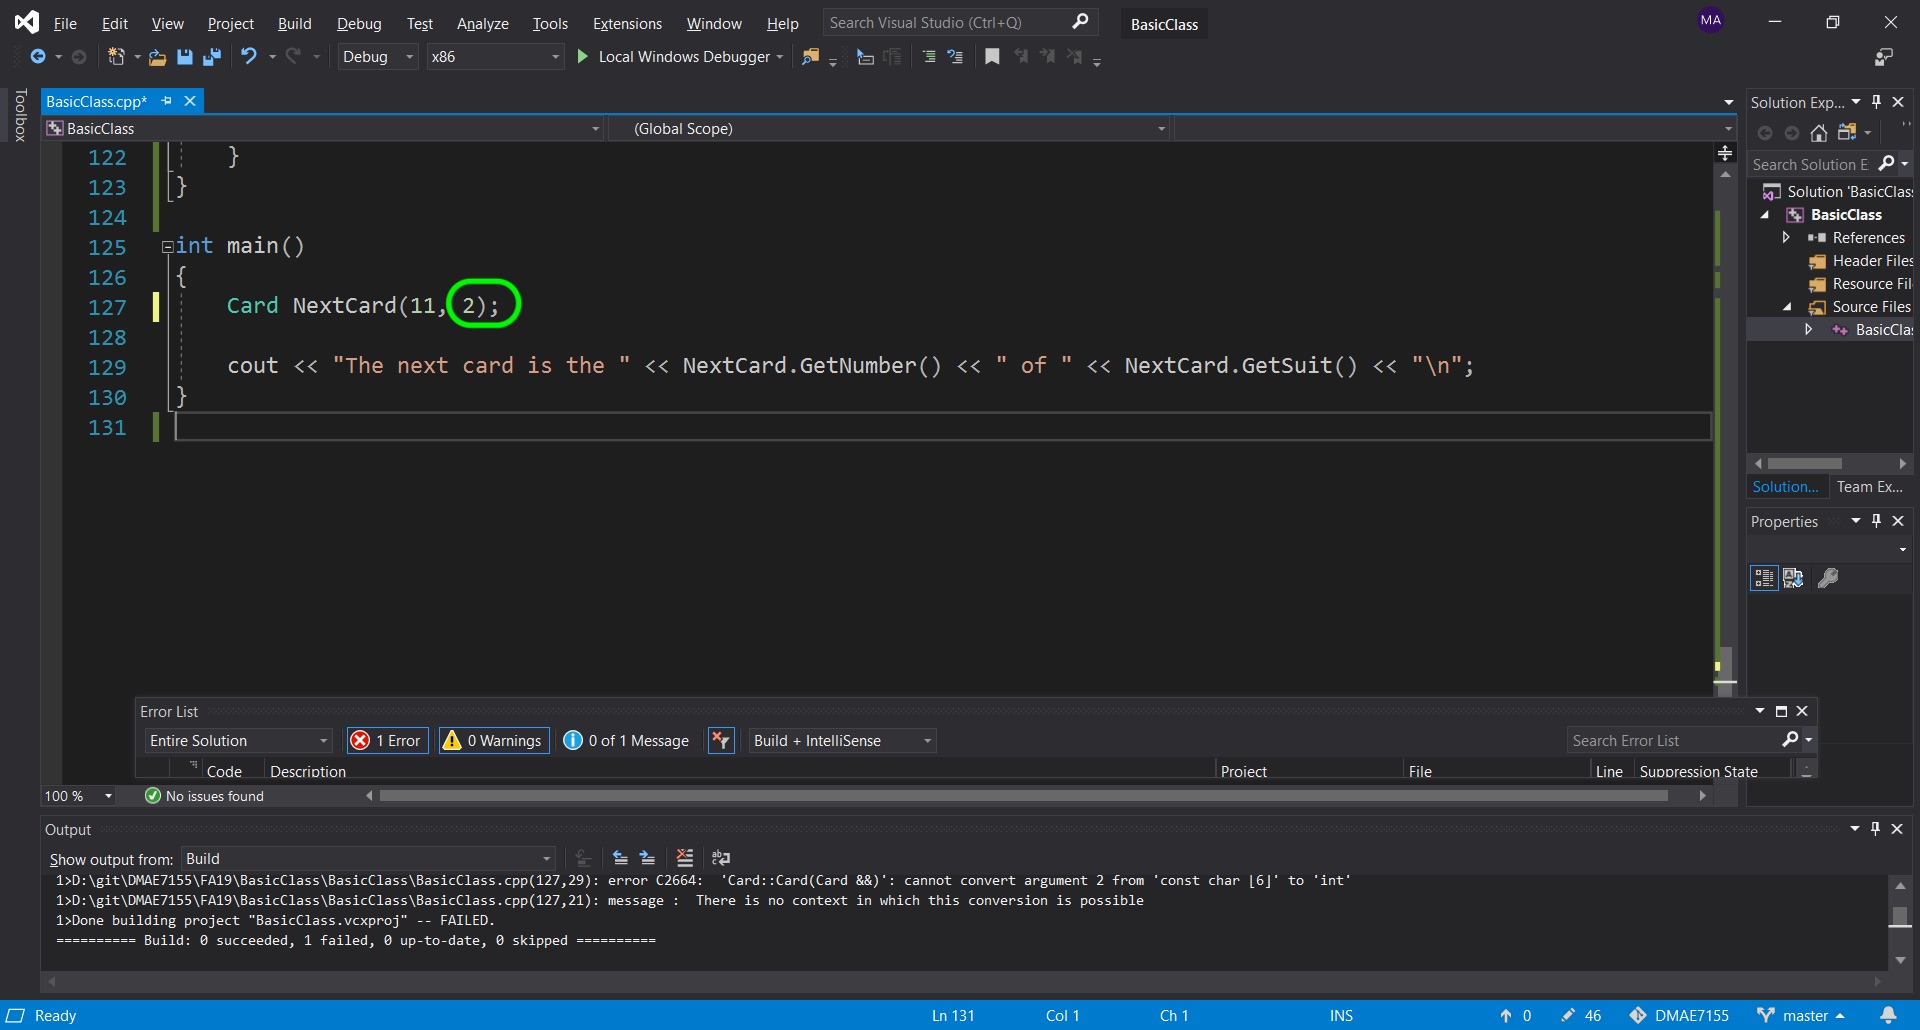 File Edit View Project Build Debug Test Analyze Tools Extensions Window Help Search Visual Studio (Ctrl+Q) BasicClass MA
Debug x86 Local Windows Debugger
Toolbox
BasicClass.cpp*
BasicClass (Global Scope)
122 }
123 }
124
125 int main()
126 {
127 Card NextCard(11, 2);
128
129 cout << "The next card is the " << NextCard.GetNumber() << " of " << NextCard.GetSuit() << "\n";
130 }
131
Solution Exp...
Search Solution E
Solution 'BasicClas
BasicClass
References
Header Files
Resource Fil
Source Files
BasicCla
Solution... Team Ex...
Properties
Error List
Entire Solution 1 Error 0 Warnings 0 of 1 Message Build + IntelliSense Search Error List
Code Description Project File Line Suppression State
100 % No issues found
Output
Show output from: Build
1>D:\git\DMAE7155\FA19\BasicClass\BasicClass\BasicClass.cpp(127,29): error C2664: 'Card::Card(Card &&)': cannot convert argument 2 from 'const char [6]' to 'int'
1>D:\git\DMAE7155\FA19\BasicClass\BasicClass\BasicClass.cpp(127,21): message : There is no context in which this conversion is possible
1>Done building project "BasicClass.vcxproj" -- FAILED.
========== Build: 0 succeeded, 1 failed, 0 up-to-date, 0 skipped ==========
Ready Ln 131 Col 1 Ch 1 INS 0 46 DMAE7155 master